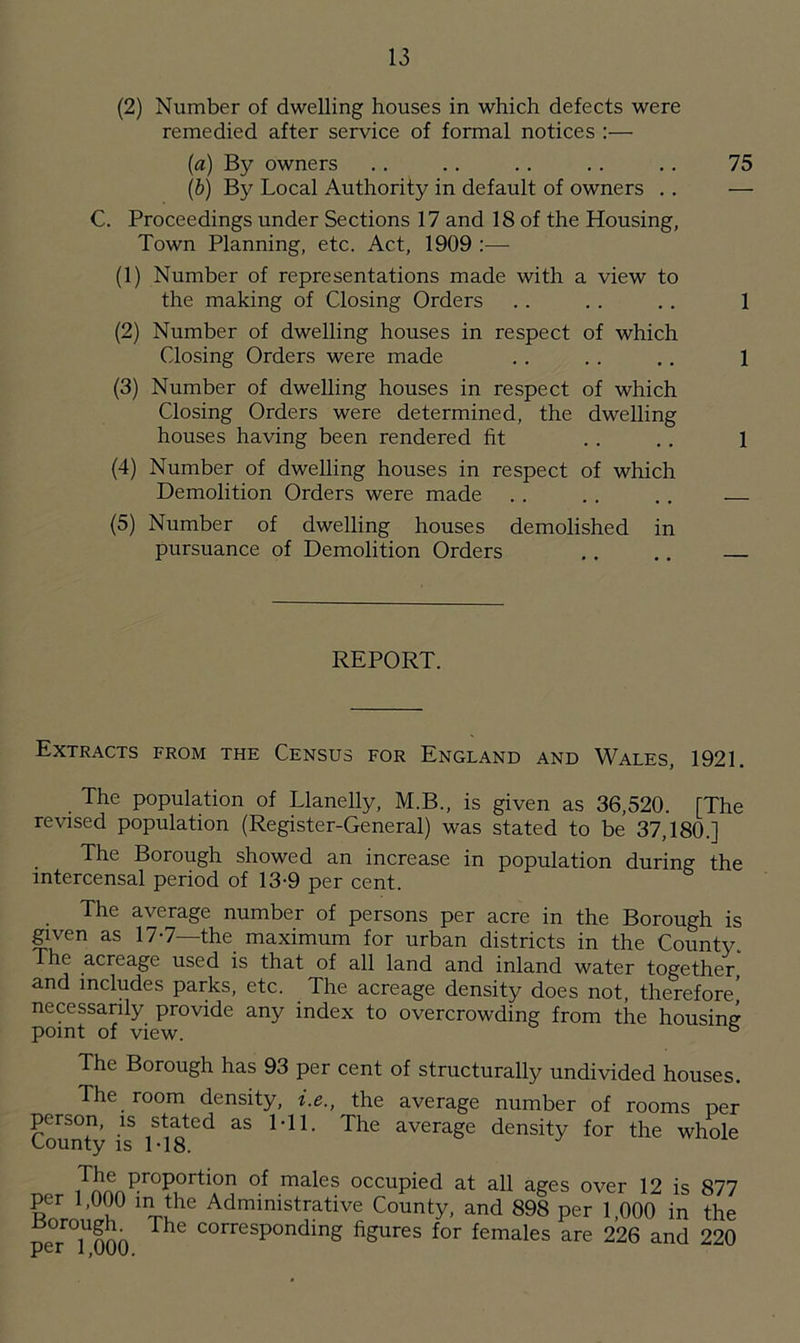 13
(2) Number of dwelling houses in which defects were
remedied after service of formal notices :—
(a) By owners .. .. .. .. .. 75
(b) By Local Authority in default of owners .. —
C. Proceedings under Sections 17 and 18 of the Housing,
Town Planning, etc. Act, 1909 :—
(1) Number of representations made with a view to
the making of Closing Orders .. .. .. 1
(2) Number of dwelling houses in respect of which
Closing Orders were made .. .. .. 1
(3) Number of dwelling houses in respect of which
Closing Orders were determined, the dwelling
houses having been rendered fit .. .. 1
(4) Number of dwelling houses in respect of which
Demolition Orders were made .. .. .. —
(5) Number of dwelling houses demolished in
pursuance of Demolition Orders .. .. —
REPORT.
Extracts from the Census for England and Wales, 1921.
The population of Llanelly, M.B., is given as 36,520. [The
revised population (Register-General) was stated to be 37,180.]
The Borough showed an increase in population during the
intercensal period of 13·9 per cent.
The average number of persons per acre in the Borough is
given as 17·7—the maximum for urban districts in the County.
The acreage used is that of all land and inland water together,
and includes parks, etc. The acreage density does not, therefore,
necessarily provide any index to overcrowding from the housing
point of view.
The Borough has 93 per cent of structurally undivided houses.
The room density, i.e., the average number of rooms per
person, is stated as 1·11. The average density for the whole
County is 1·18.
The proportion of males occupied at all ages over 12 is 877
per 1,000 in the Administrative County, and 898 per 1,000 in the
Borough. The corresponding figures for females are 226 and 220
per 1,000.